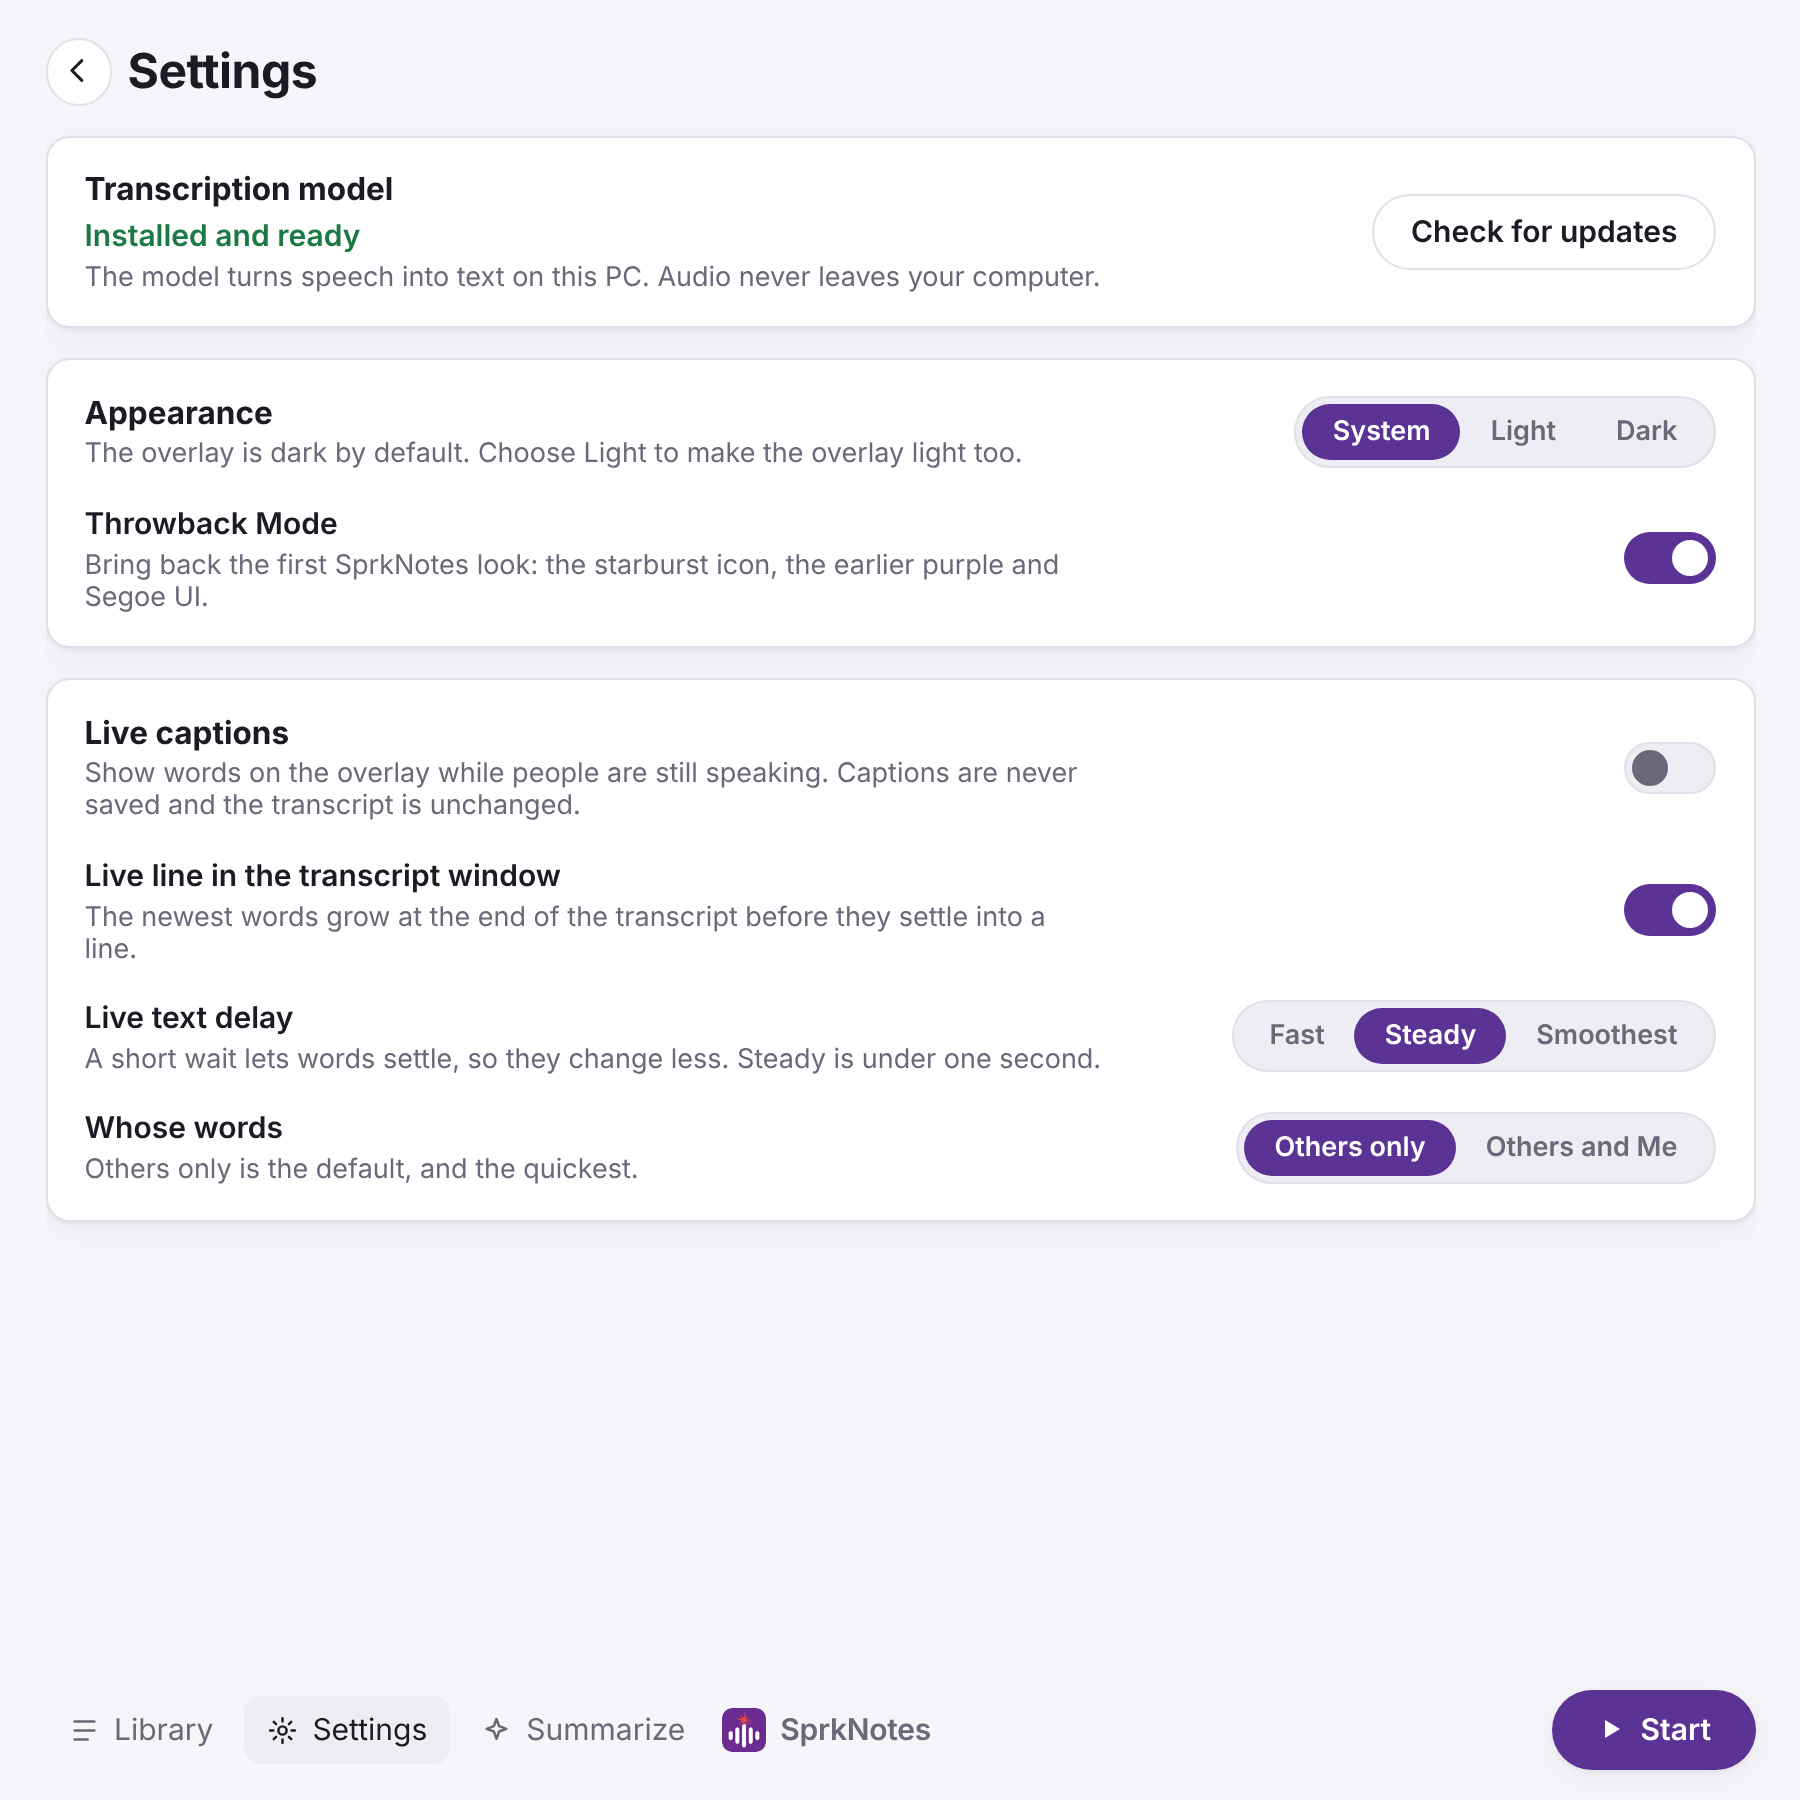 Settings
Transcription model
Installed and ready
The model turns speech into text on this PC. Audio never leaves your computer.
Check for updates
Appearance
The overlay is dark by default. Choose Light to make the overlay light too.
System Light Dark
Throwback Mode
Bring back the first SprkNotes look: the starburst icon, the earlier purple and
Segoe UI.
Live captions
Show words on the overlay while people are still speaking. Captions are never
saved and the transcript is unchanged.
Live line in the transcript window
The newest words grow at the end of the transcript before they settle into a
line.
Live text delay
A short wait lets words settle, so they change less. Steady is under one second.
Fast Steady Smoothest
Whose words
Others only is the default, and the quickest.
Others only Others and Me
Library Settings Summarize SprkNotes Start